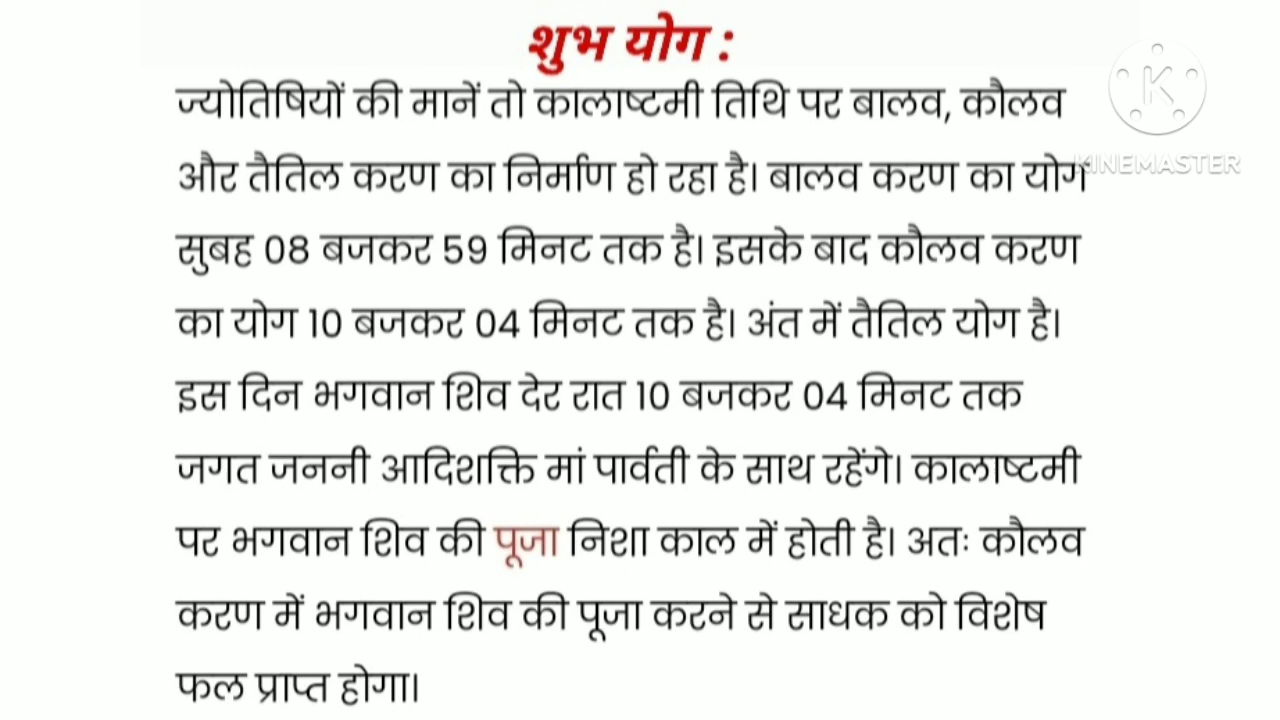 शुभ योग :
ज्योतिषियों की मानें तो कालाष्टमी तिथि पर बालव, कौलव
और तैतिल करण का निर्माण हो रहा है। बालव करण का योग
सुबह 08 बजकर 59 मिनट तक है। इसके बाद कौलव करण
का योग 10 बजकर 04 मिनट तक है। अंत में तैतिल योग है।
इस दिन भगवान शिव देर रात 10 बजकर 04 मिनट तक
जगत जननी आदिशक्ति मां पार्वती के साथ रहेंगे। कालाष्टमी
पर भगवान शिव की पूजा निशा काल में होती है। अतः कौलव
करण में भगवान शिव की पूजा करने से साधक को विशेष
फल प्राप्त होगा।
K
KINEMASTER